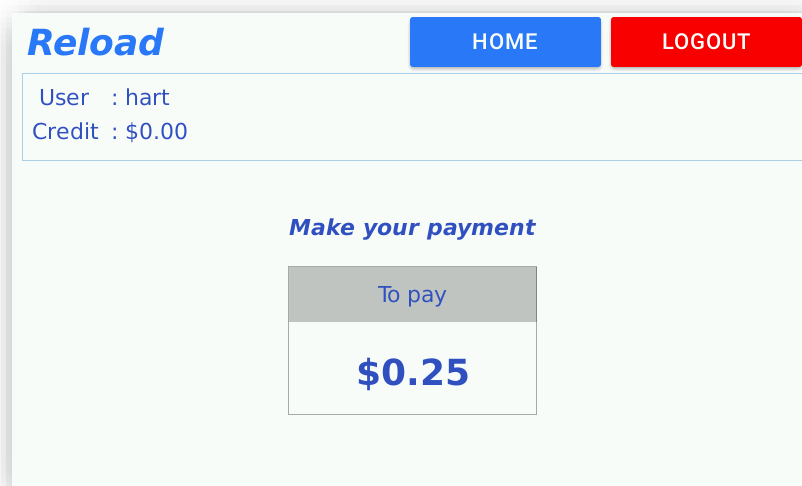 Reload HOME LOGOUT
User : hart
Credit : $0.00
Make your payment
To pay
$0.25